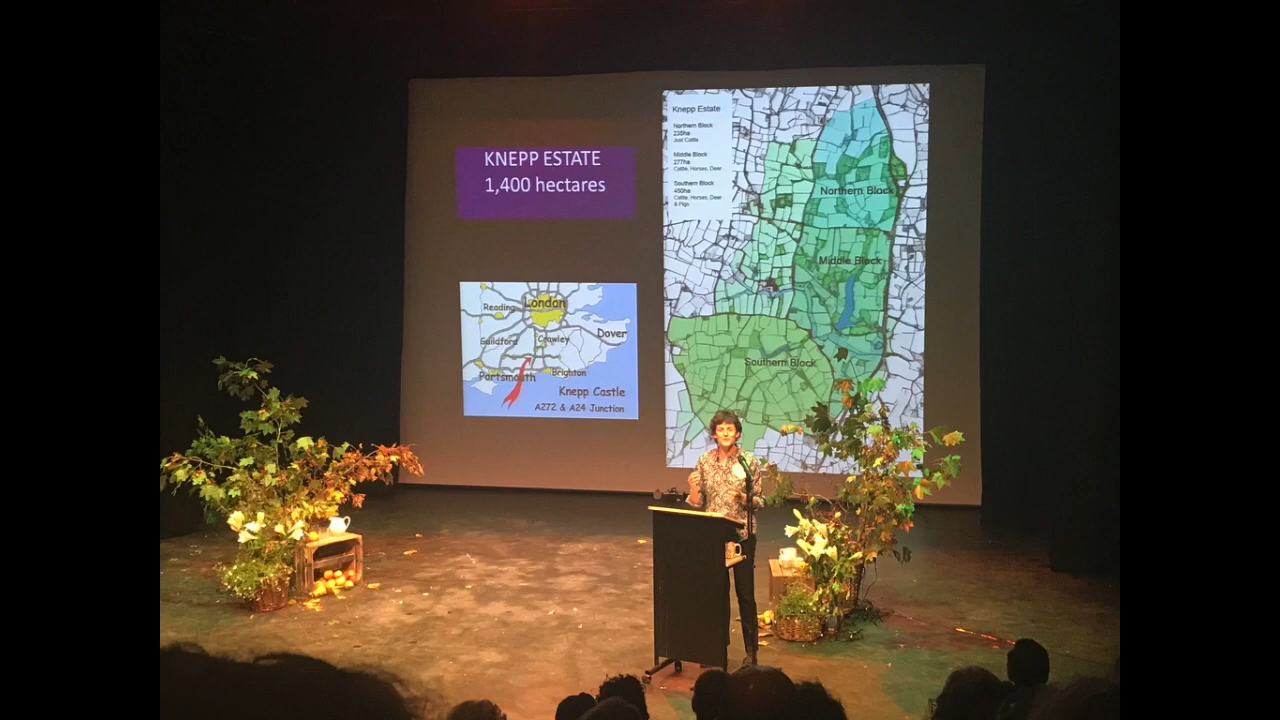 KNEPP ESTATE
1,400 hectares
Knepp Estate
Northern Block
235ha
Just Cattle
Middle Block
277ha
Cattle, Horses, Deer
Southern Block
450ha
Cattle, Horses, Deer
& Pigs
Northern Block
Middle Block
Southern Block
London
Reading
Dover
Guildford
Crawley
Portsmouth
Brighton
Knepp Castle
A272 & A24 Junction